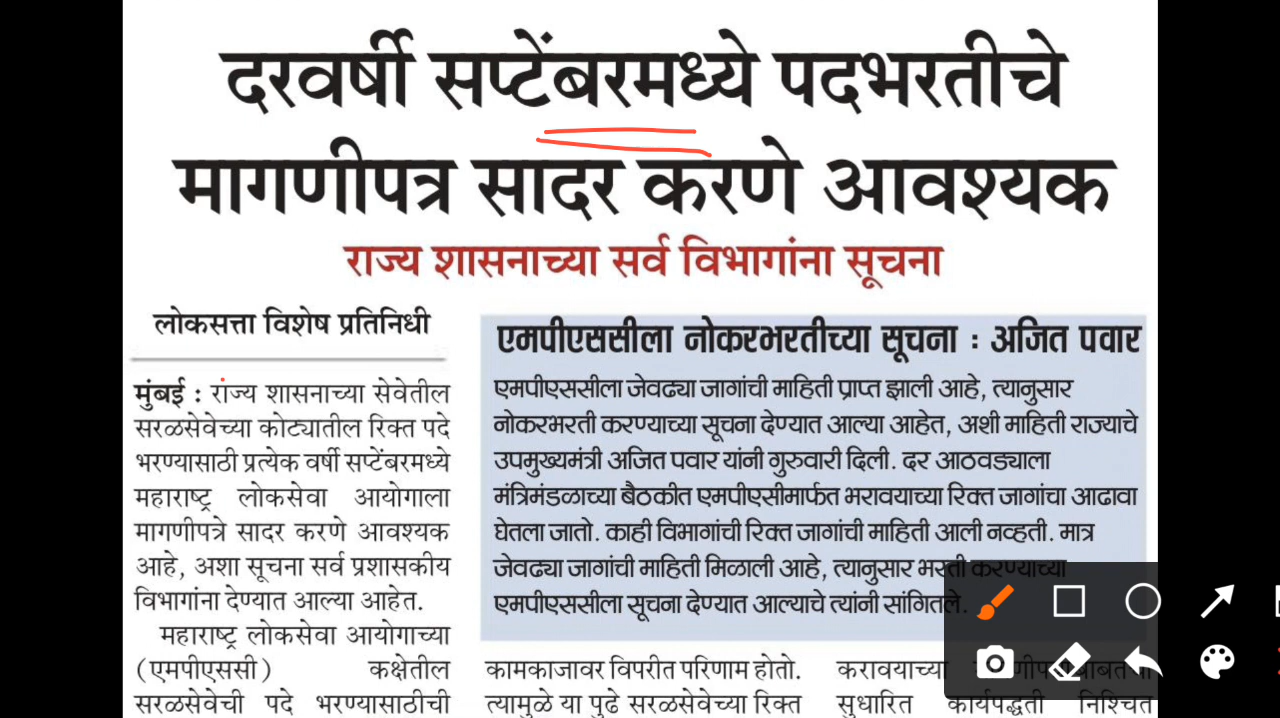 दरवर्षी सप्टेंबरमध्ये पदभरतीचे
मागणीपत्र सादर करणे आवश्यक
राज्य शासनाच्या सर्व विभागांना सूचना
लोकसत्ता विशेष प्रतिनिधी
मुंबई : राज्य शासनाच्या सेवेतील
सरळसेवेच्या कोट्यातील रिक्त पदे
भरण्यासाठी प्रत्येक वर्षी सप्टेंबरमध्ये
महाराष्ट्र लोकसेवा आयोगाला
मागणीपत्रे सादर करणे आवश्यक
आहे, अशा सूचना सर्व प्रशासकीय
विभागांना देण्यात आल्या आहेत.
महाराष्ट्र लोकसेवा आयोगाच्या
(एमपीएससी) कक्षेतील
सरळसेवेची पदे भरण्यासाठीची
एमपीएससीला नोकरभरतीच्या सूचना : अजित पवार
एमपीएससीला जेवढ्या जागांची माहिती प्राप्त झाली आहे, त्यानुसार
नोकरभरती करण्याच्या सूचना देण्यात आल्या आहेत, अशी माहिती राज्याचे
उपमुख्यमंत्री अजित पवार यांनी गुरुवारी दिली. दर आठवड्याला
मंत्रिमंडळाच्या बैठकीत एमपीएसीमार्फत भरावयाच्या रिक्त जागांचा आढावा
घेतला जातो. काही विभागांची रिक्त जागांची माहिती आली नव्हती. मात्र
जेवढ्या जागांची माहिती मिळाली आहे, त्यानुसार भरती करण्याच्या
एमपीएससीला सूचना देण्यात आल्याचे त्यांनी सांगितले.
कामकाजावर विपरीत परिणाम होतो.
त्यामुळे या पुढे सरळसेवेच्या रिक्त
करावयाच्या
सुधारित कार्यपद्धती निश्चित